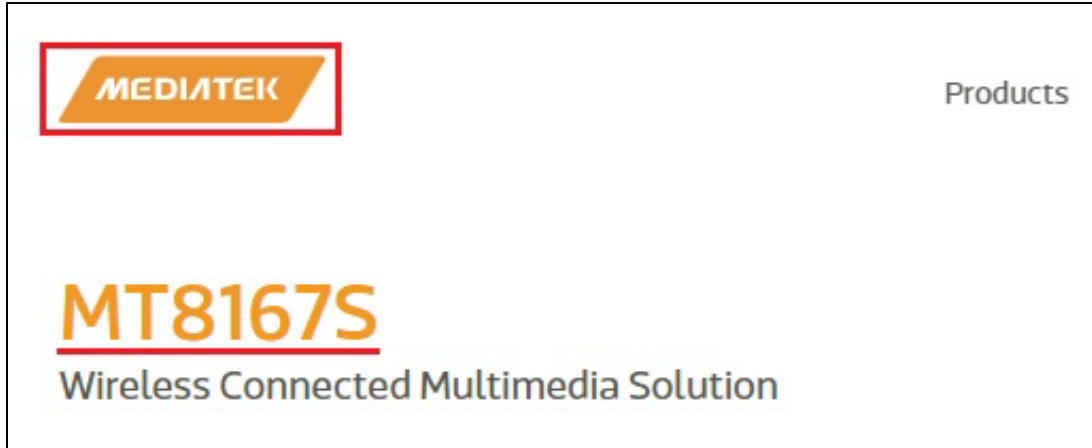 MEDIATEK
Products
MT8167S
Wireless Connected Multimedia Solution